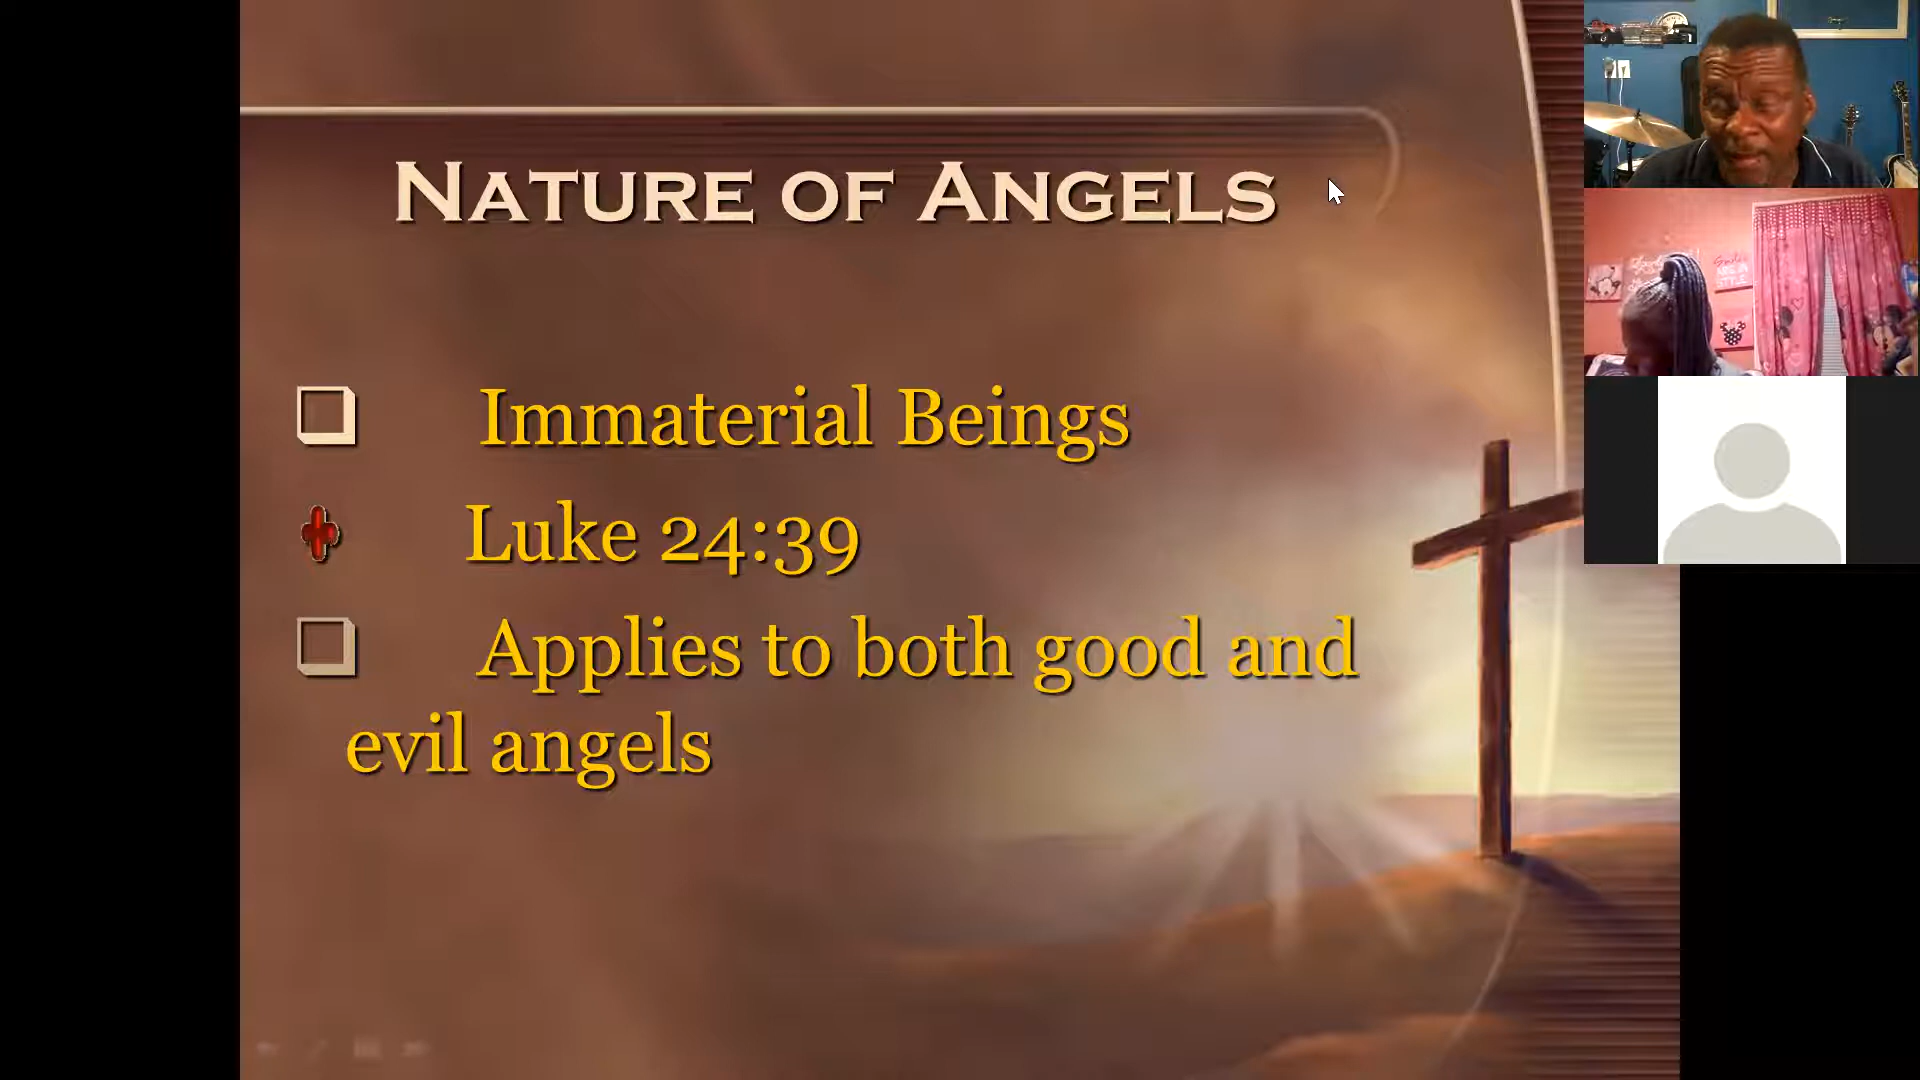 NATURE OF ANGELS
Immaterial Beings
Luke 24:39
Applies to both good and
evil angels